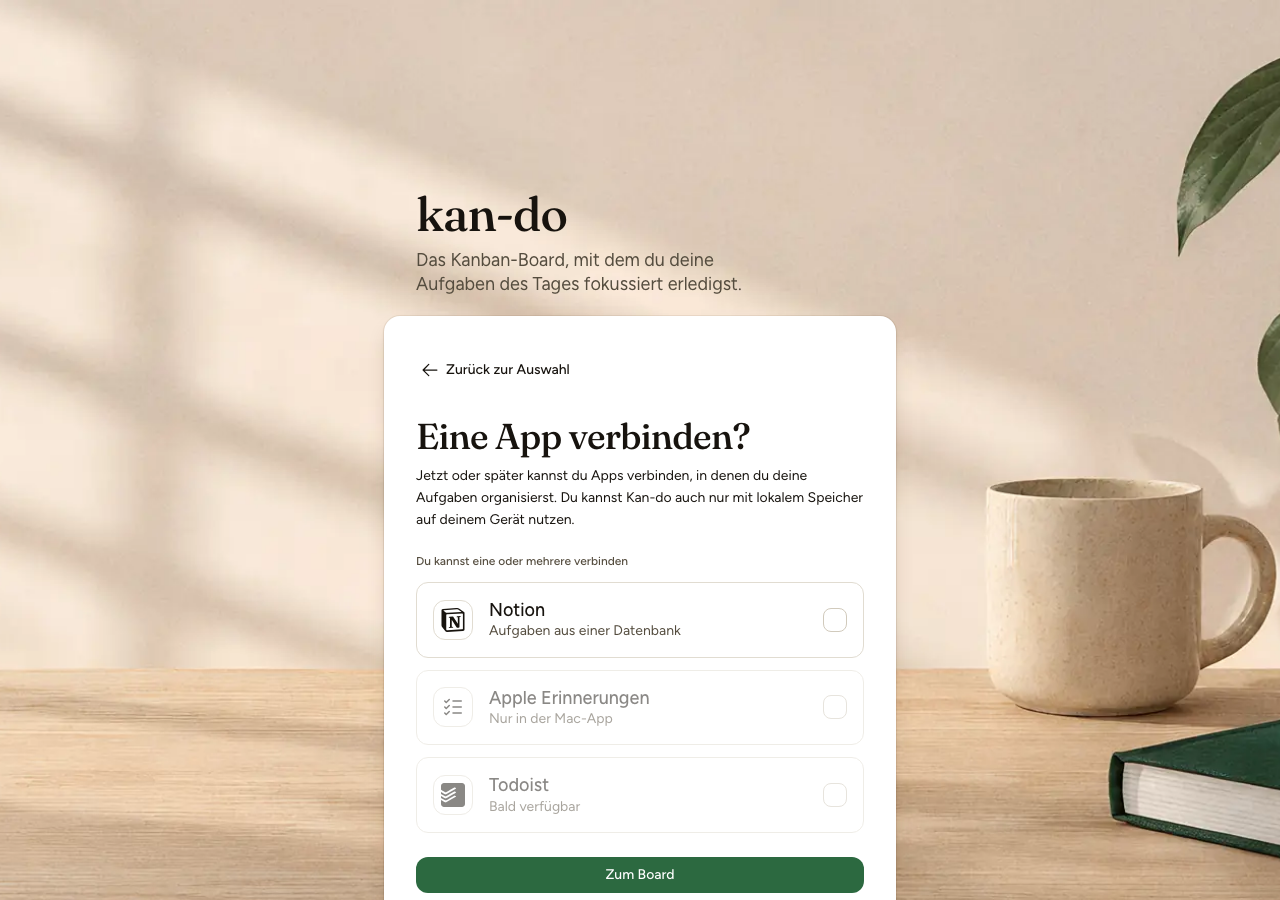 kan-do
Das Kanban-Board, mit dem du deine
Aufgaben des Tages fokussiert erledigst.
Zurück zur Auswahl
Eine App verbinden?
Jetzt oder später kannst du Apps verbinden, in denen du deine
Aufgaben organisierst. Du kannst Kan-do auch nur mit lokalem Speicher
auf deinem Gerät nutzen.
Du kannst eine oder mehrere verbinden
N
Notion
Aufgaben aus einer Datenbank
Apple Erinnerungen
Nur in der Mac-App
Todoist
Bald verfügbar
Zum Board